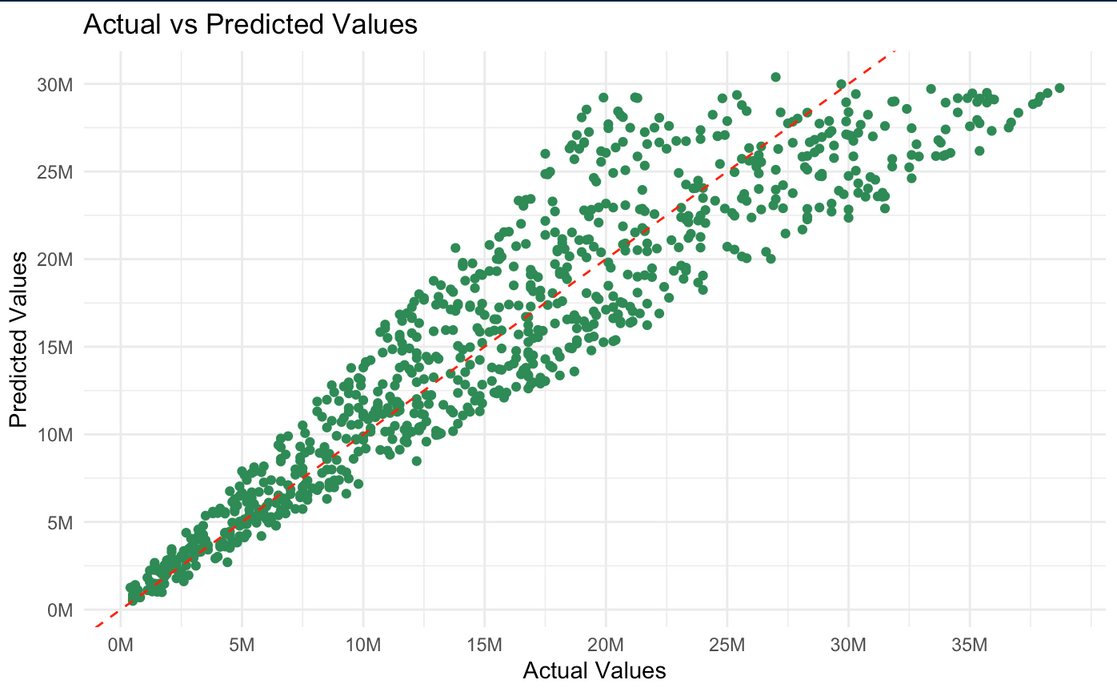 Actual vs Predicted Values
30M
25M
20M
15M
10M
5M
0M
Predicted Values
0M 5M 10M 15M 20M 25M 30M 35M
Actual Values